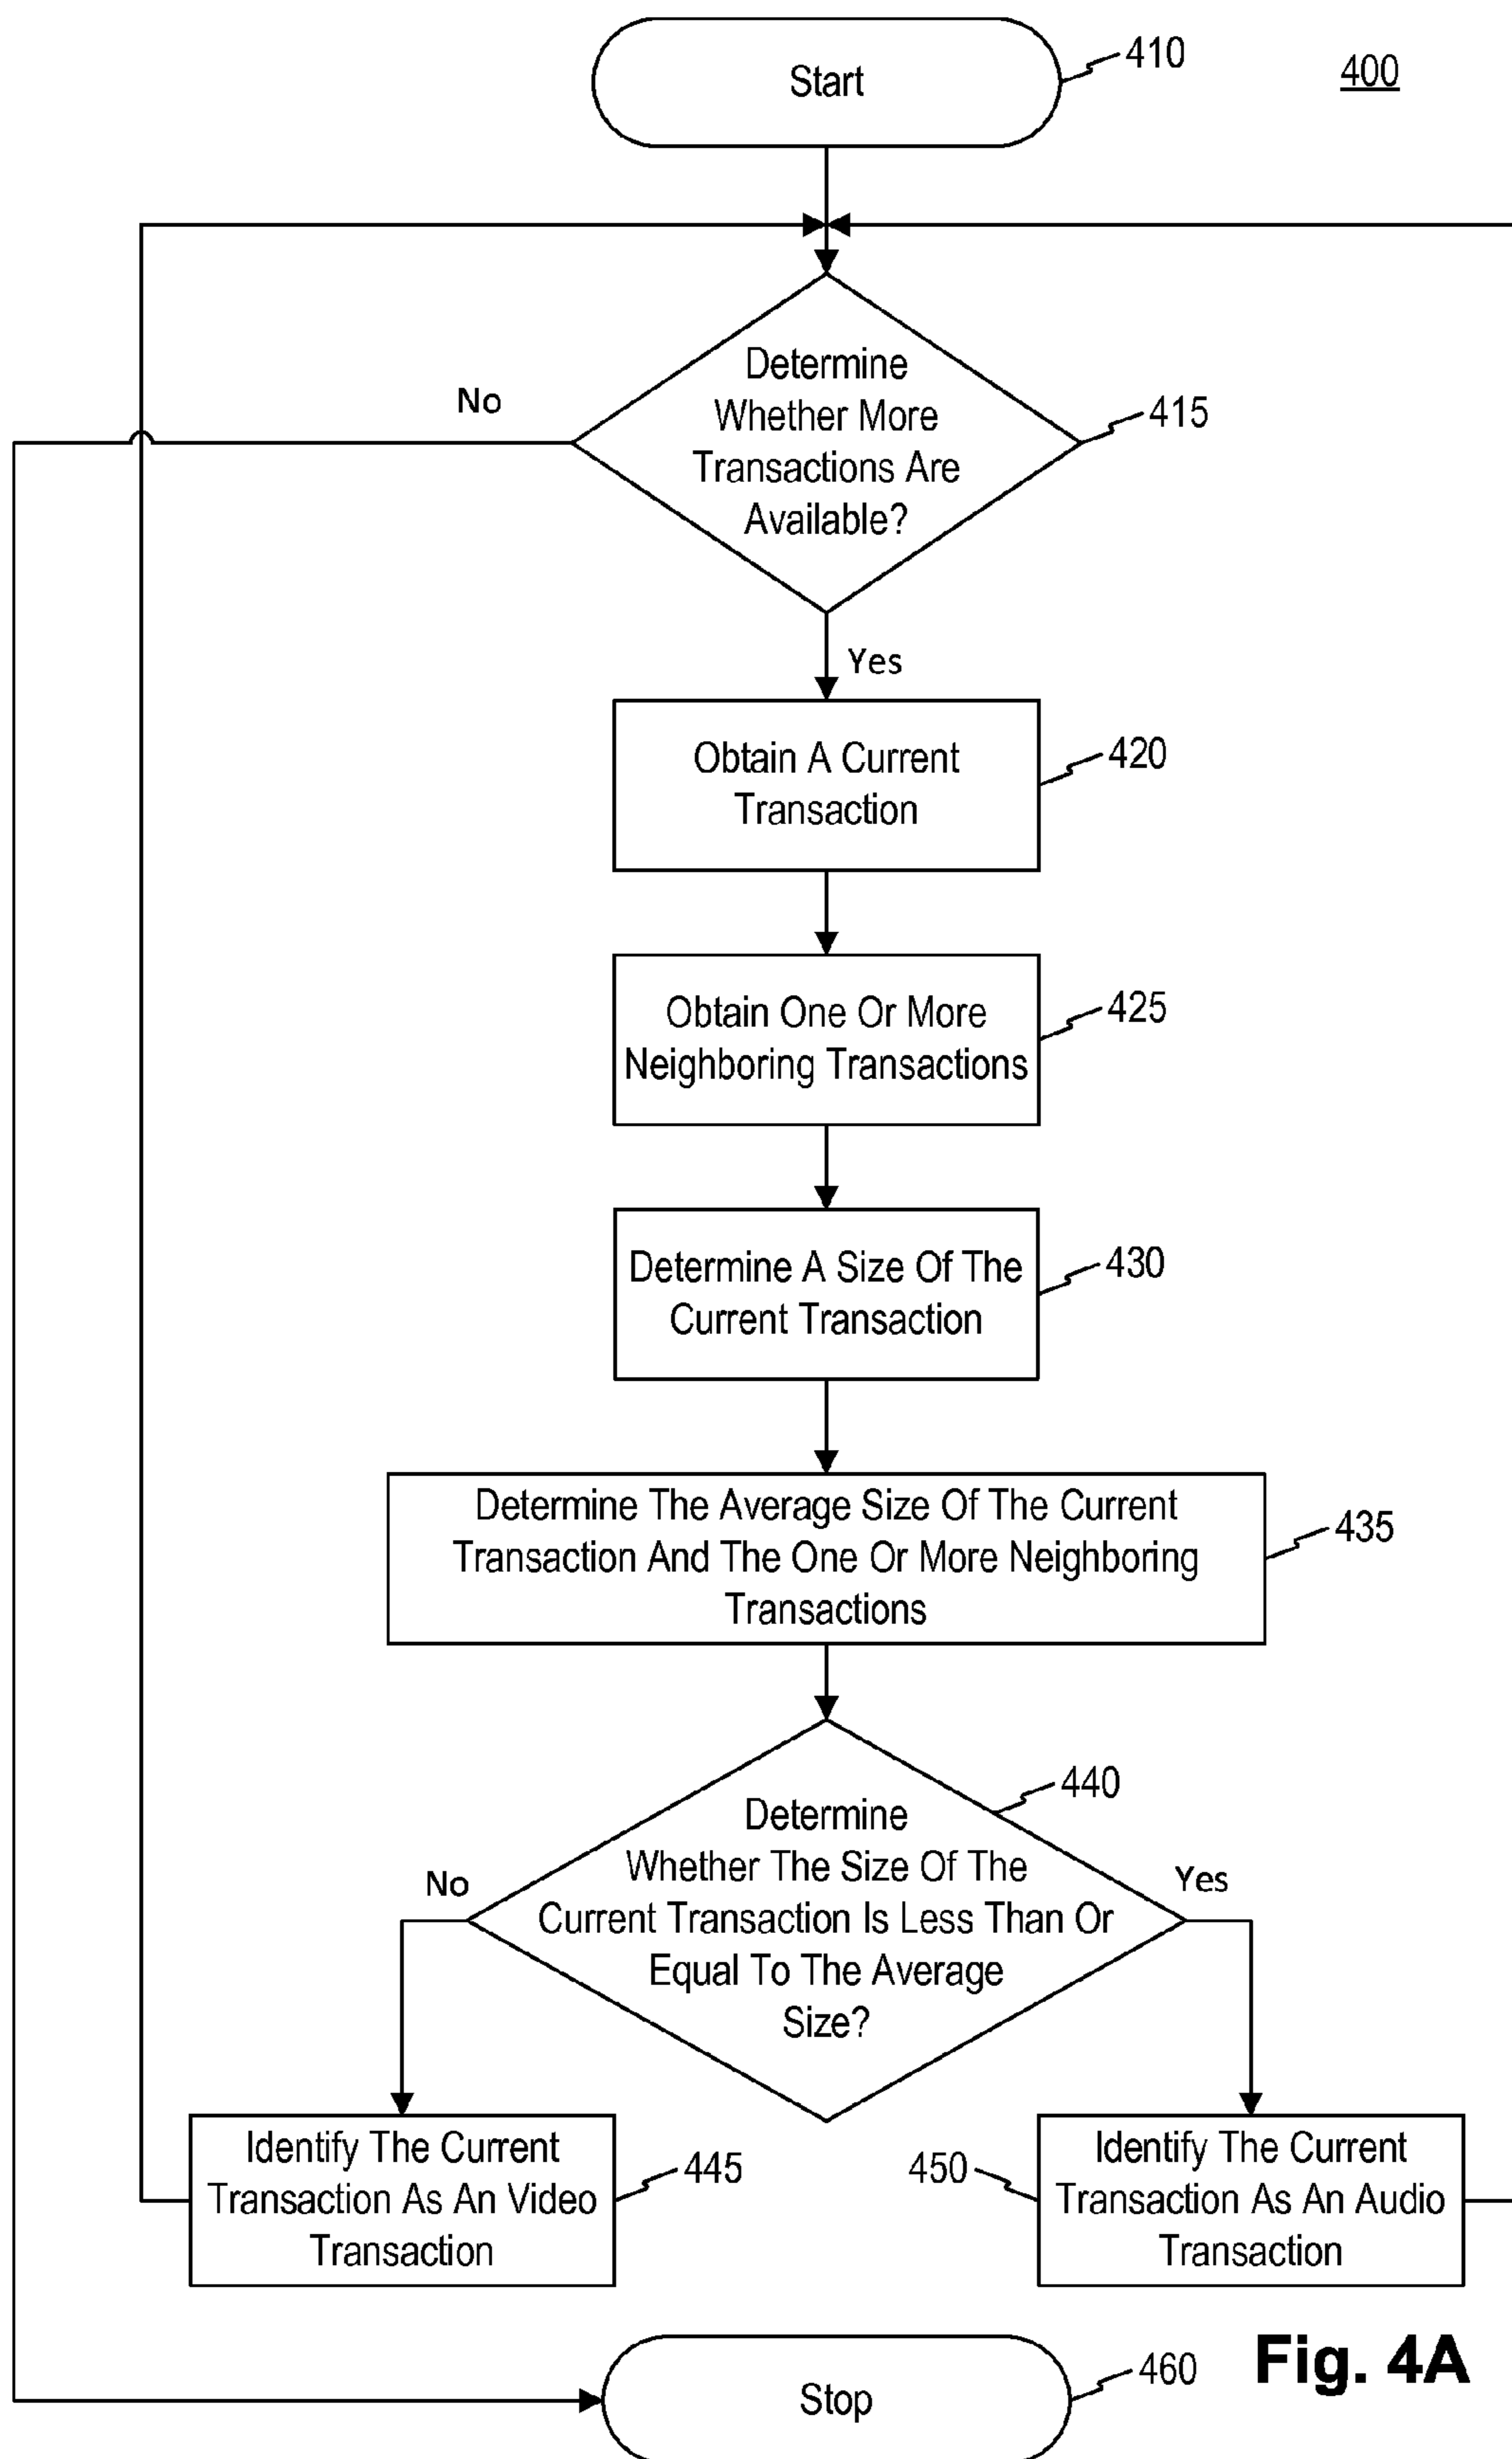 Start
410
400
Determine
Whether More
Transactions Are
Available?
No
415
Yes
Obtain A Current
Transaction
420
Obtain One Or More
Neighboring Transactions
425
Determine A Size Of The
Current Transaction
430
Determine The Average Size Of The Current
Transaction And The One Or More Neighboring
Transactions
435
440
Determine
Whether The Size Of The
Current Transaction Is Less Than Or
Equal To The Average
Size?
No
Yes
Identify The Current
Transaction As An Video
Transaction
445
450
Identify The Current
Transaction As An Audio
Transaction
Stop
460
Fig. 4A